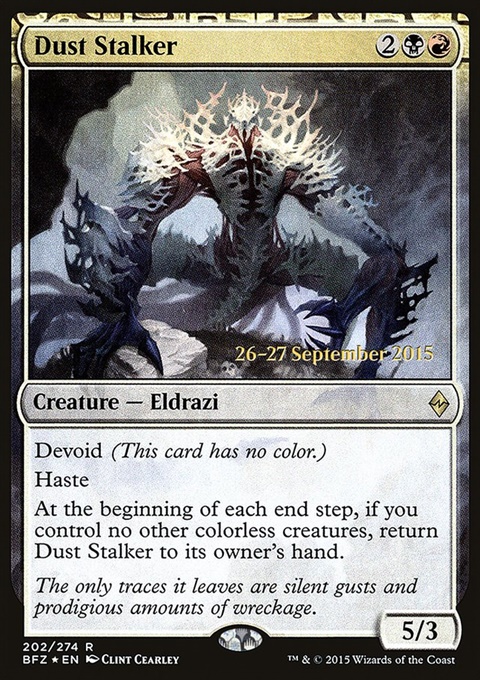 Dust Stalker 2
26-27 September 2015
Creature — Eldrazi
Devoid (This card has no color.)
Haste
At the beginning of each end step, if you
control no other colorless creatures, return
Dust Stalker to its owner's hand.
The only traces it leaves are silent gusts and
prodigious amounts of wreckage.
5/3
202/274 R
BFZ ★ EN Clint Cearley
™ & © 2015 Wizards of the Coast